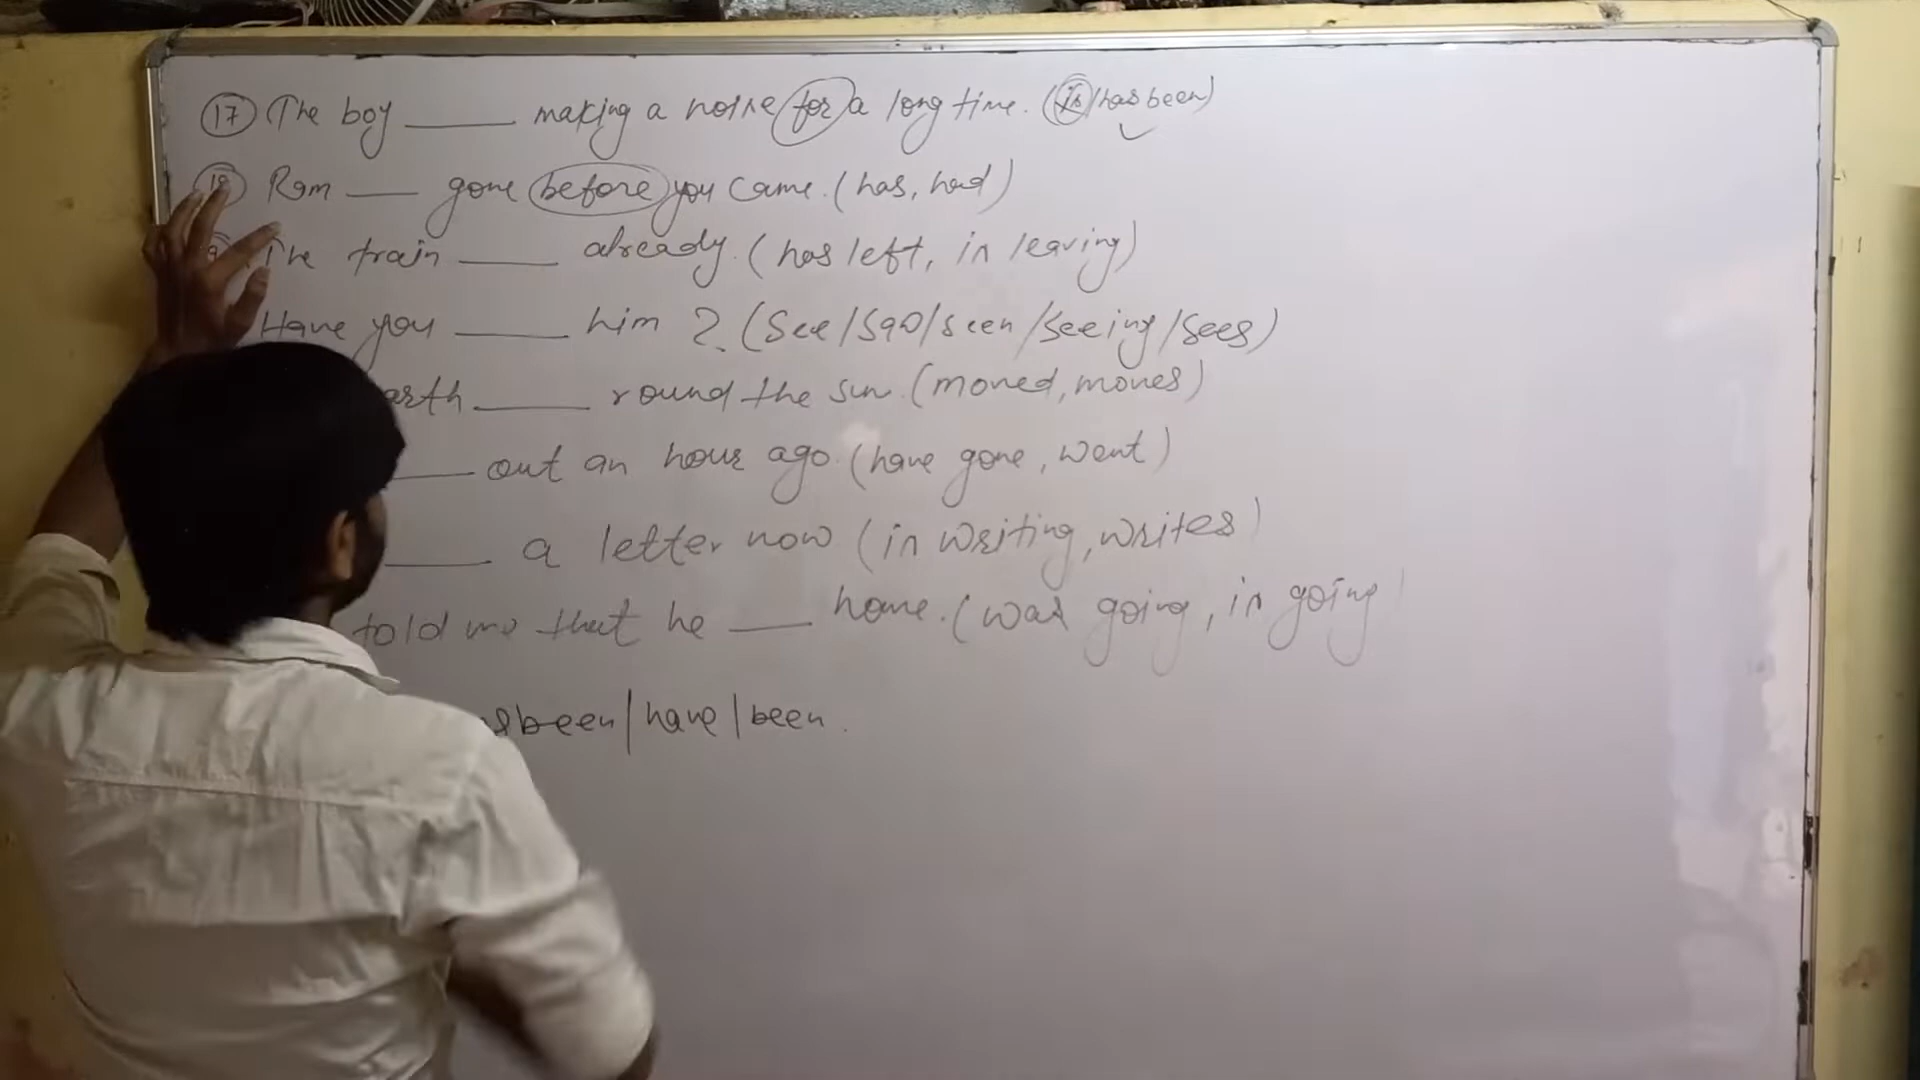 17 The boy ____ making a noise for a long time. (is/has been)
18 Ram ____ gone before you came. (has, had)
The train ____ already. (has left, is leaving)
Have you ____ him ? (See/Saw/seen/seeing/sees)
arth ____ round the sun. (moved, moves)
____ out an hour ago. (have gone, went)
____ a letter now (is writing, writes)
told me that he ____ home. (was going, is going
sbeen|have|been.